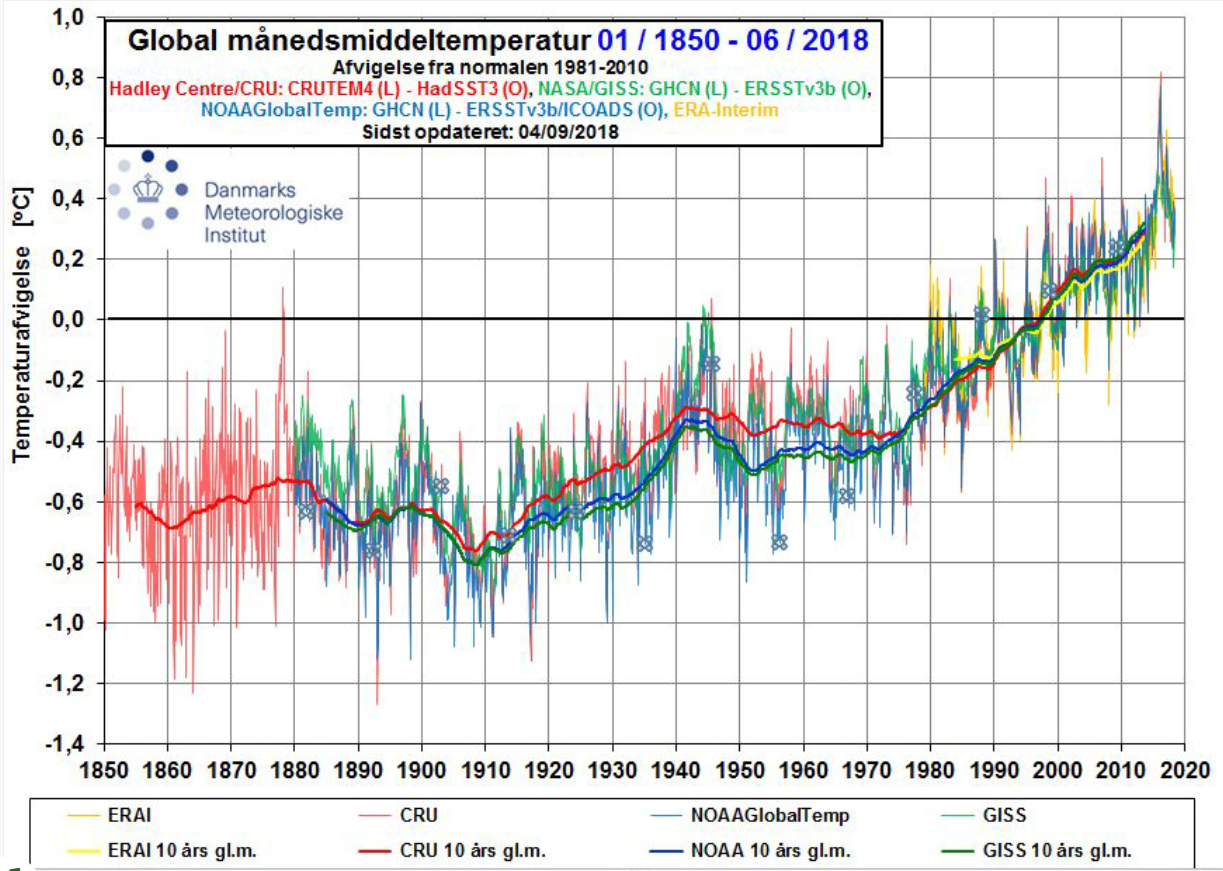 Global månedsmiddeltemperatur 01 / 1850 - 06 / 2018
Afvigelse fra normalen 1981-2010
Hadley Centre/CRU: CRUTEM4 (L) - HadSST3 (O), NASA/GISS: GHCN (L) - ERSSTv3b (O),
NOAAGlobalTemp: GHCN (L) - ERSSTv3b/ICOADS (O), ERA-Interim
Sidst opdateret: 04/09/2018
Danmarks
Meteorologiske
Institut
Temperaturafvigelse [ºC]
1,0
0,8
0,6
0,4
0,2
0,0
-0,2
-0,4
-0,6
-0,8
-1,0
-1,2
-1,4
1850 1860 1870 1880 1890 1900 1910 1920 1930 1940 1950 1960 1970 1980 1990 2000 2010 2020
ERAI CRU NOAAGlobalTemp GISS
ERAI 10 års gl.m. CRU 10 års gl.m. NOAA 10 års gl.m. GISS 10 års gl.m.